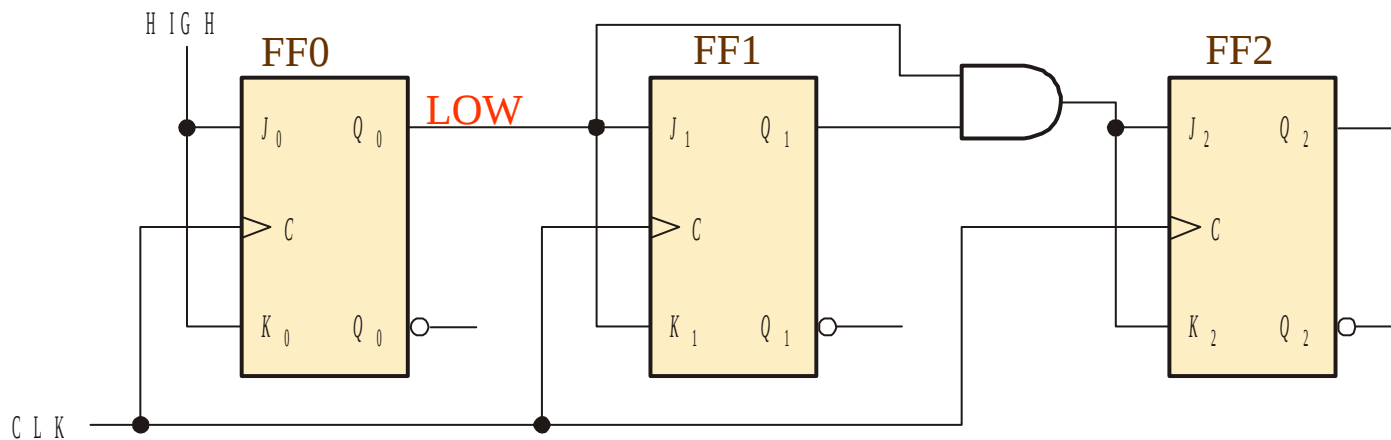 HIGH
FF0
FF1
FF2
LOW
J0 Q0
J1 Q1
J2 Q2
C
C
C
K0 Q0
K1 Q1
K2 Q2
CLK